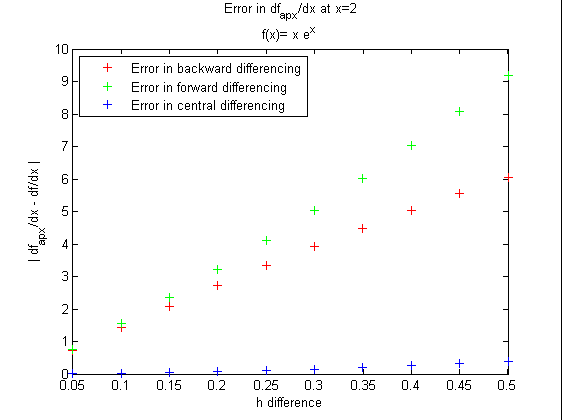 Error in df_apx/dx at x=2
f(x)= x e^x
Error in backward differencing
Error in forward differencing
Error in central differencing
| df_apx/dx - df/dx |
10
9
8
7
6
5
4
3
2
1
0
0.05 0.1 0.15 0.2 0.25 0.3 0.35 0.4 0.45 0.5
h difference